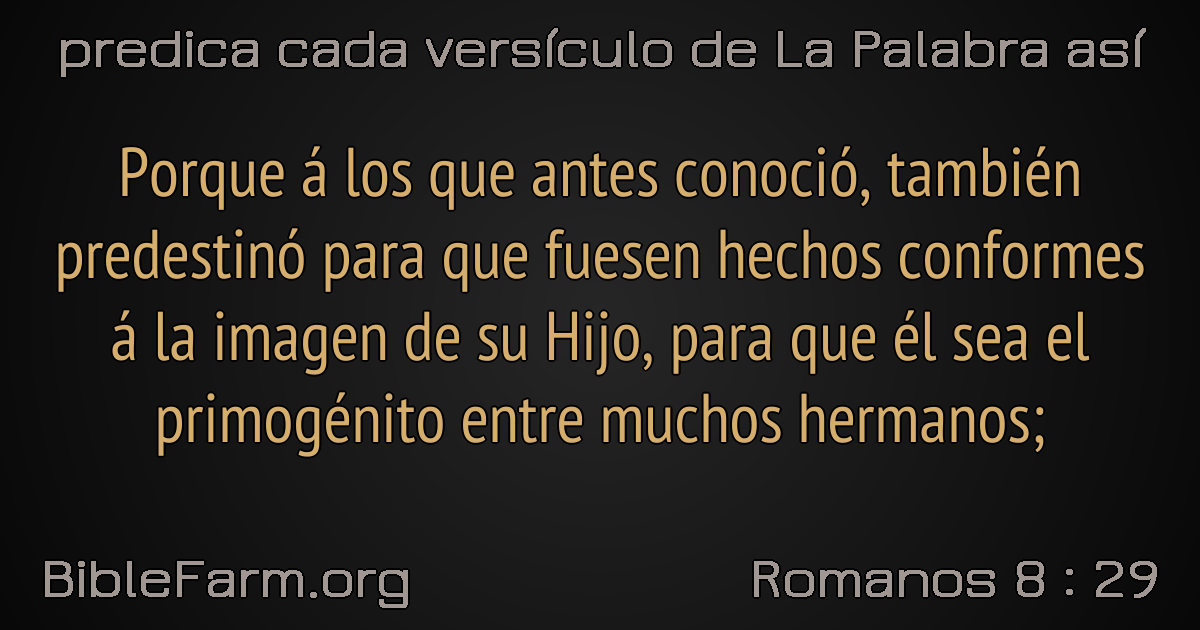 predica cada versículo de La Palabra así
Porque á los que antes conoció, también
predestinó para que fuesen hechos conformes
á la imagen de su Hijo, para que él sea el
primogénito entre muchos hermanos;
BibleFarm.org
Romanos 8 : 29